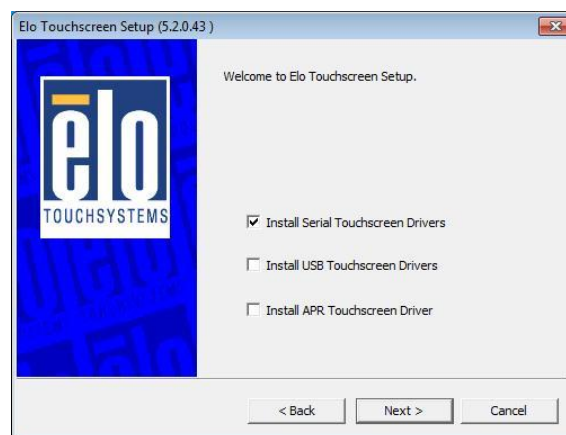 Elo Touchscreen Setup (5.2.0.43 )
Welcome to Elo Touchscreen Setup.
ēlo
TOUCHSYSTEMS
Install Serial Touchscreen Drivers
Install USB Touchscreen Drivers
Install APR Touchscreen Driver
< Back
Next >
Cancel